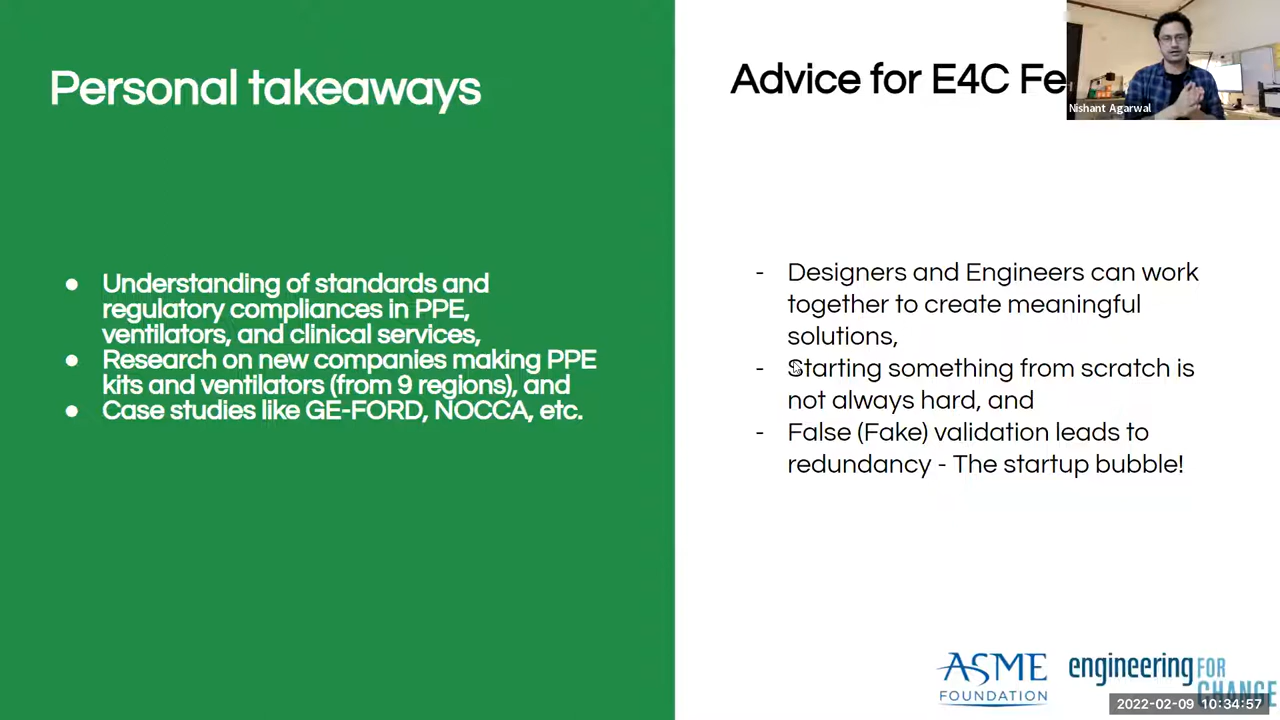 Personal takeaways
● Understanding of standards and
regulatory compliances in PPE,
ventilators, and clinical services,
● Research on new companies making PPE
kits and ventilators (from 9 regions), and
● Case studies like GE-FORD, NOCCA, etc.
Advice for E4C Fe
Nishant Agarwal
- Designers and Engineers can work
together to create meaningful
solutions,
- Starting something from scratch is
not always hard, and
- False (Fake) validation leads to
redundancy - The startup bubble!
ASME
FOUNDATION
engineering FOR
CHANGE
2022-02-09 10:34:57